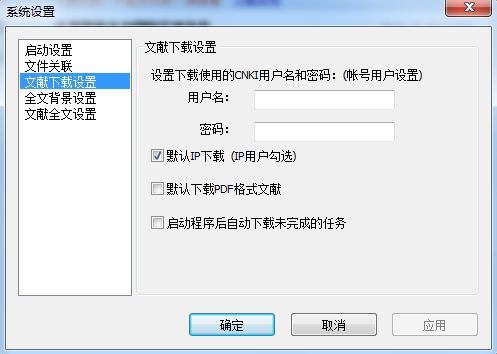 系统设置
启动设置
文件关联
文献下载设置
全文背景设置
文献全文设置
文献下载设置
设置下载使用的CNKI用户名和密码：(帐号用户设置)
用户名：
密码：
默认IP下载 (IP用户勾选)
默认下载PDF格式文献
启动程序后自动下载未完成的任务
确定
取消
应用